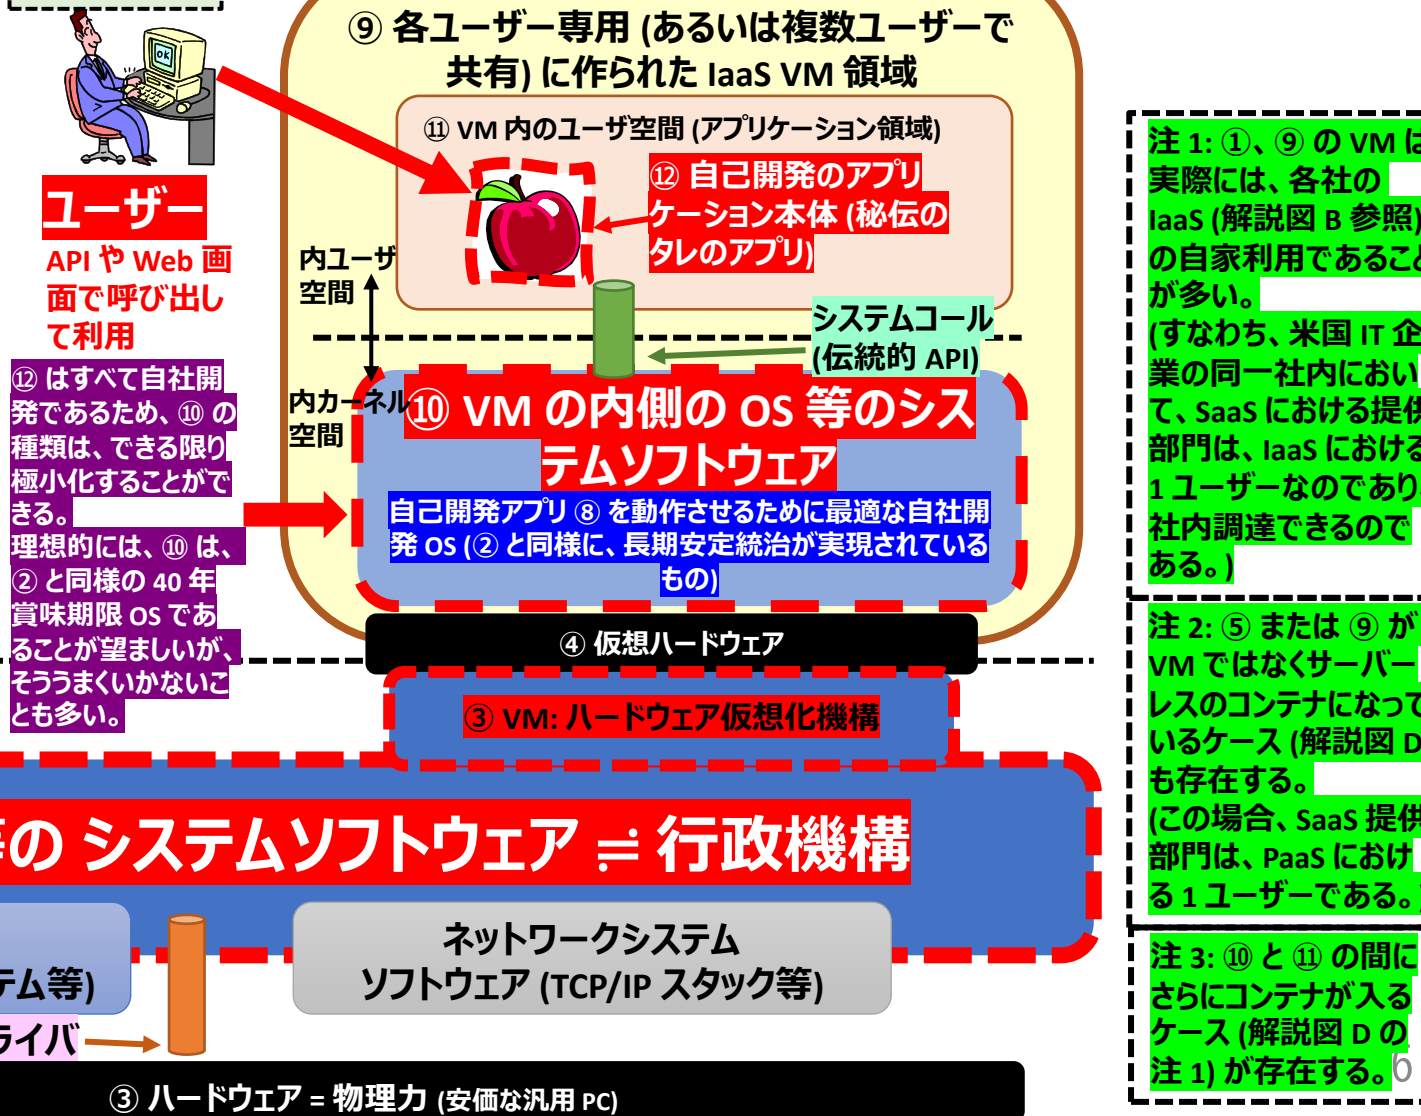 ⑨ 各ユーザー専用 (あるいは複数ユーザーで
共有) に作られた IaaS VM 領域
⑪ VM 内のユーザ空間 (アプリケーション領域)
⑫ 自己開発のアプリ
ケーション本体 (秘伝の
タレのアプリ)
OK
ユーザー
API や Web 画
面で呼び出し
て利用
内ユーザ
空間
システムコール
(伝統的 API)
内カーネル
空間
⑫ はすべて自社開
発であるため、⑩ の
種類は、できる限り
極小化することがで
きる。
理想的には、⑩ は、
② と同様の 40 年
賞味期限 OS であ
ることが望ましいが、
そううまくいかないこ
とも多い。
⑩ VM の内側の OS 等のシス
テムソフトウェア
自己開発アプリ ⑧ を動作させるために最適な自社開
発 OS (② と同様に、長期安定統治が実現されている
もの)
④ 仮想ハードウェア
③ VM: ハードウェア仮想化機構
の システムソフトウェア ≒ 行政機構
テム等)
ネットワークシステム
ソフトウェア (TCP/IP スタック等)
ライバ
③ ハードウェア = 物理力 (安価な汎用 PC)
注 1: ①、⑨ の VM は
実際には、各社の
IaaS (解説図 B 参照)
の自家利用であること
が多い。
(すなわち、米国 IT 企
業の同一社内におい
て、SaaS における提供
部門は、IaaS における
1 ユーザーなのであり
社内調達できるので
ある。)
注 2: ⑤ または ⑨ が
VM ではなくサーバー
レスのコンテナになって
いるケース (解説図 D
も存在する。
(この場合、SaaS 提供
部門は、PaaS におけ
る 1 ユーザーである。
注 3: ⑩ と ⑪ の間に
さらにコンテナが入る
ケース (解説図 D の
注 1) が存在する。
6